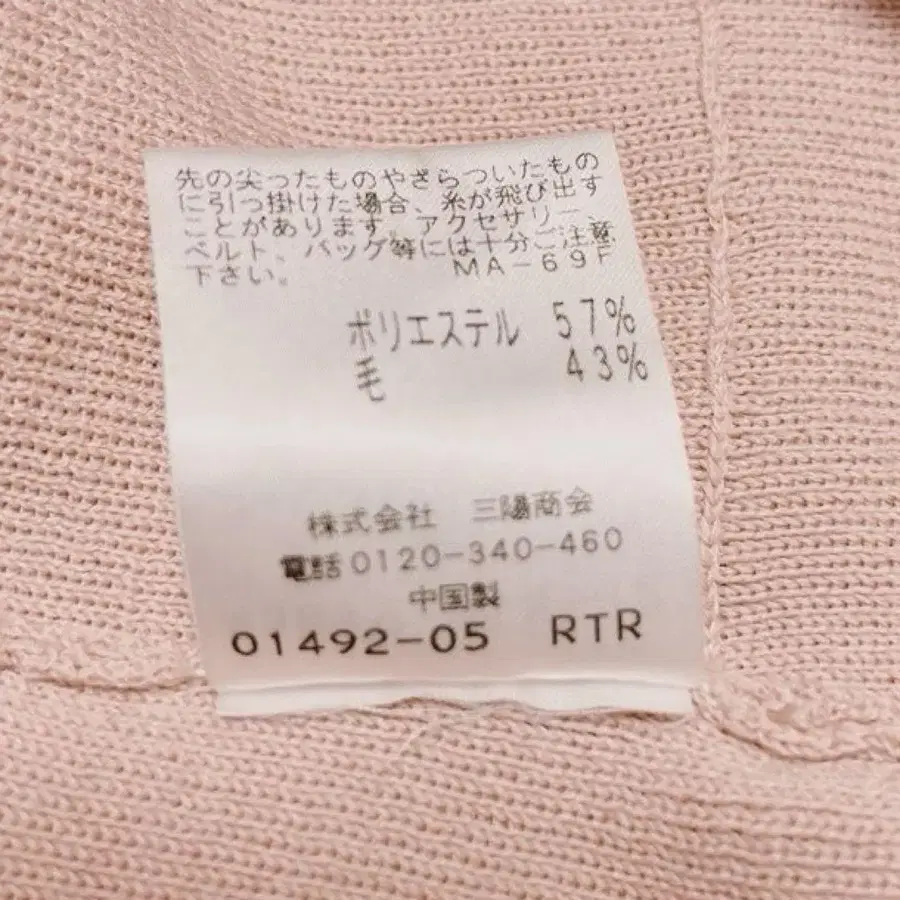 先の尖ったものやざらついたもの
に引っ掛けた場合、糸が飛び出す
ことがあります。アクセサリー、
ベルト、バッグ等には十分ご注意
下さい。 MA-69F
ポリエステル 57%
毛 43%
株式会社 三陽商会
電話0120-340-460
中国製
01492-05 RTR